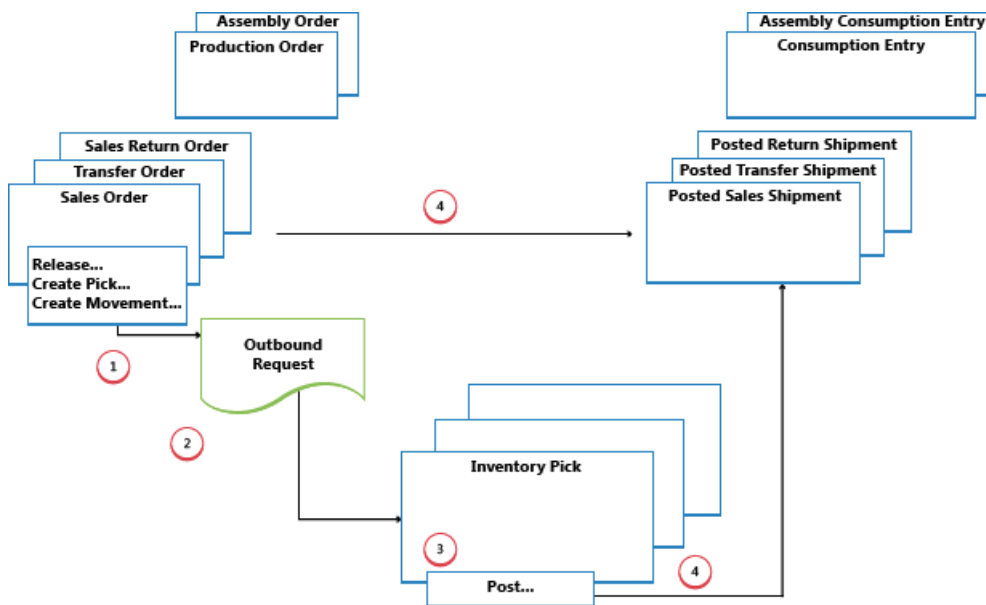 Assembly Order
Production Order
Assembly Consumption Entry
Consumption Entry
Sales Return Order
Transfer Order
Sales Order
Release...
Create Pick...
Create Movement...
4
Posted Return Shipment
Posted Transfer Shipment
Posted Sales Shipment
1
Outbound
Request
2
Inventory Pick
3
Post...
4